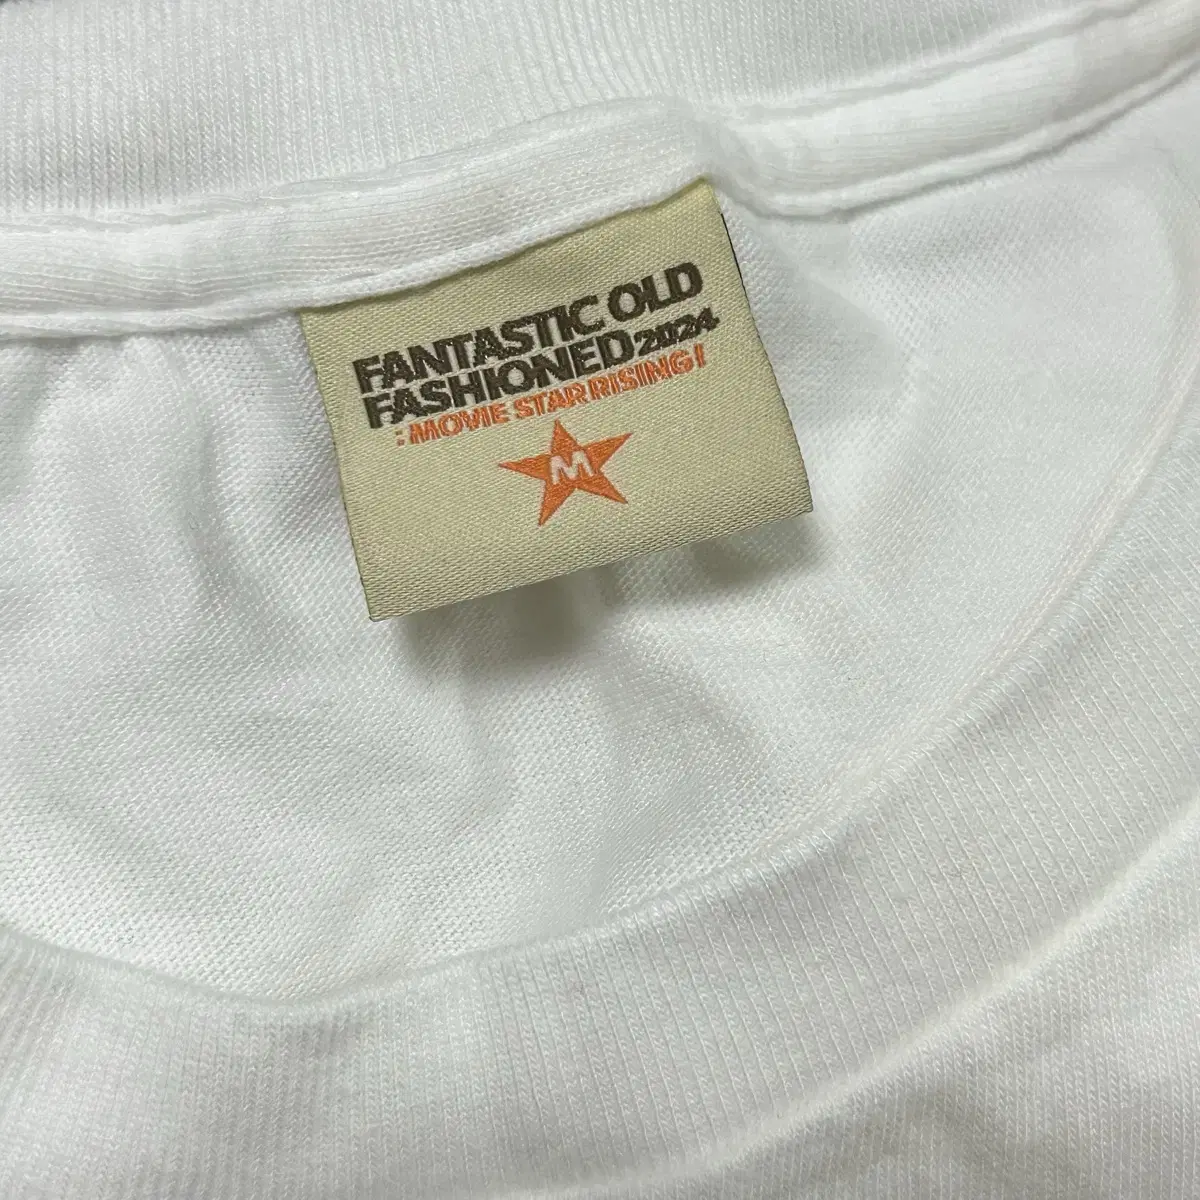 FANTASTIC OLD
FASHIONED 2024
: MOVIE STAR RISING!
M